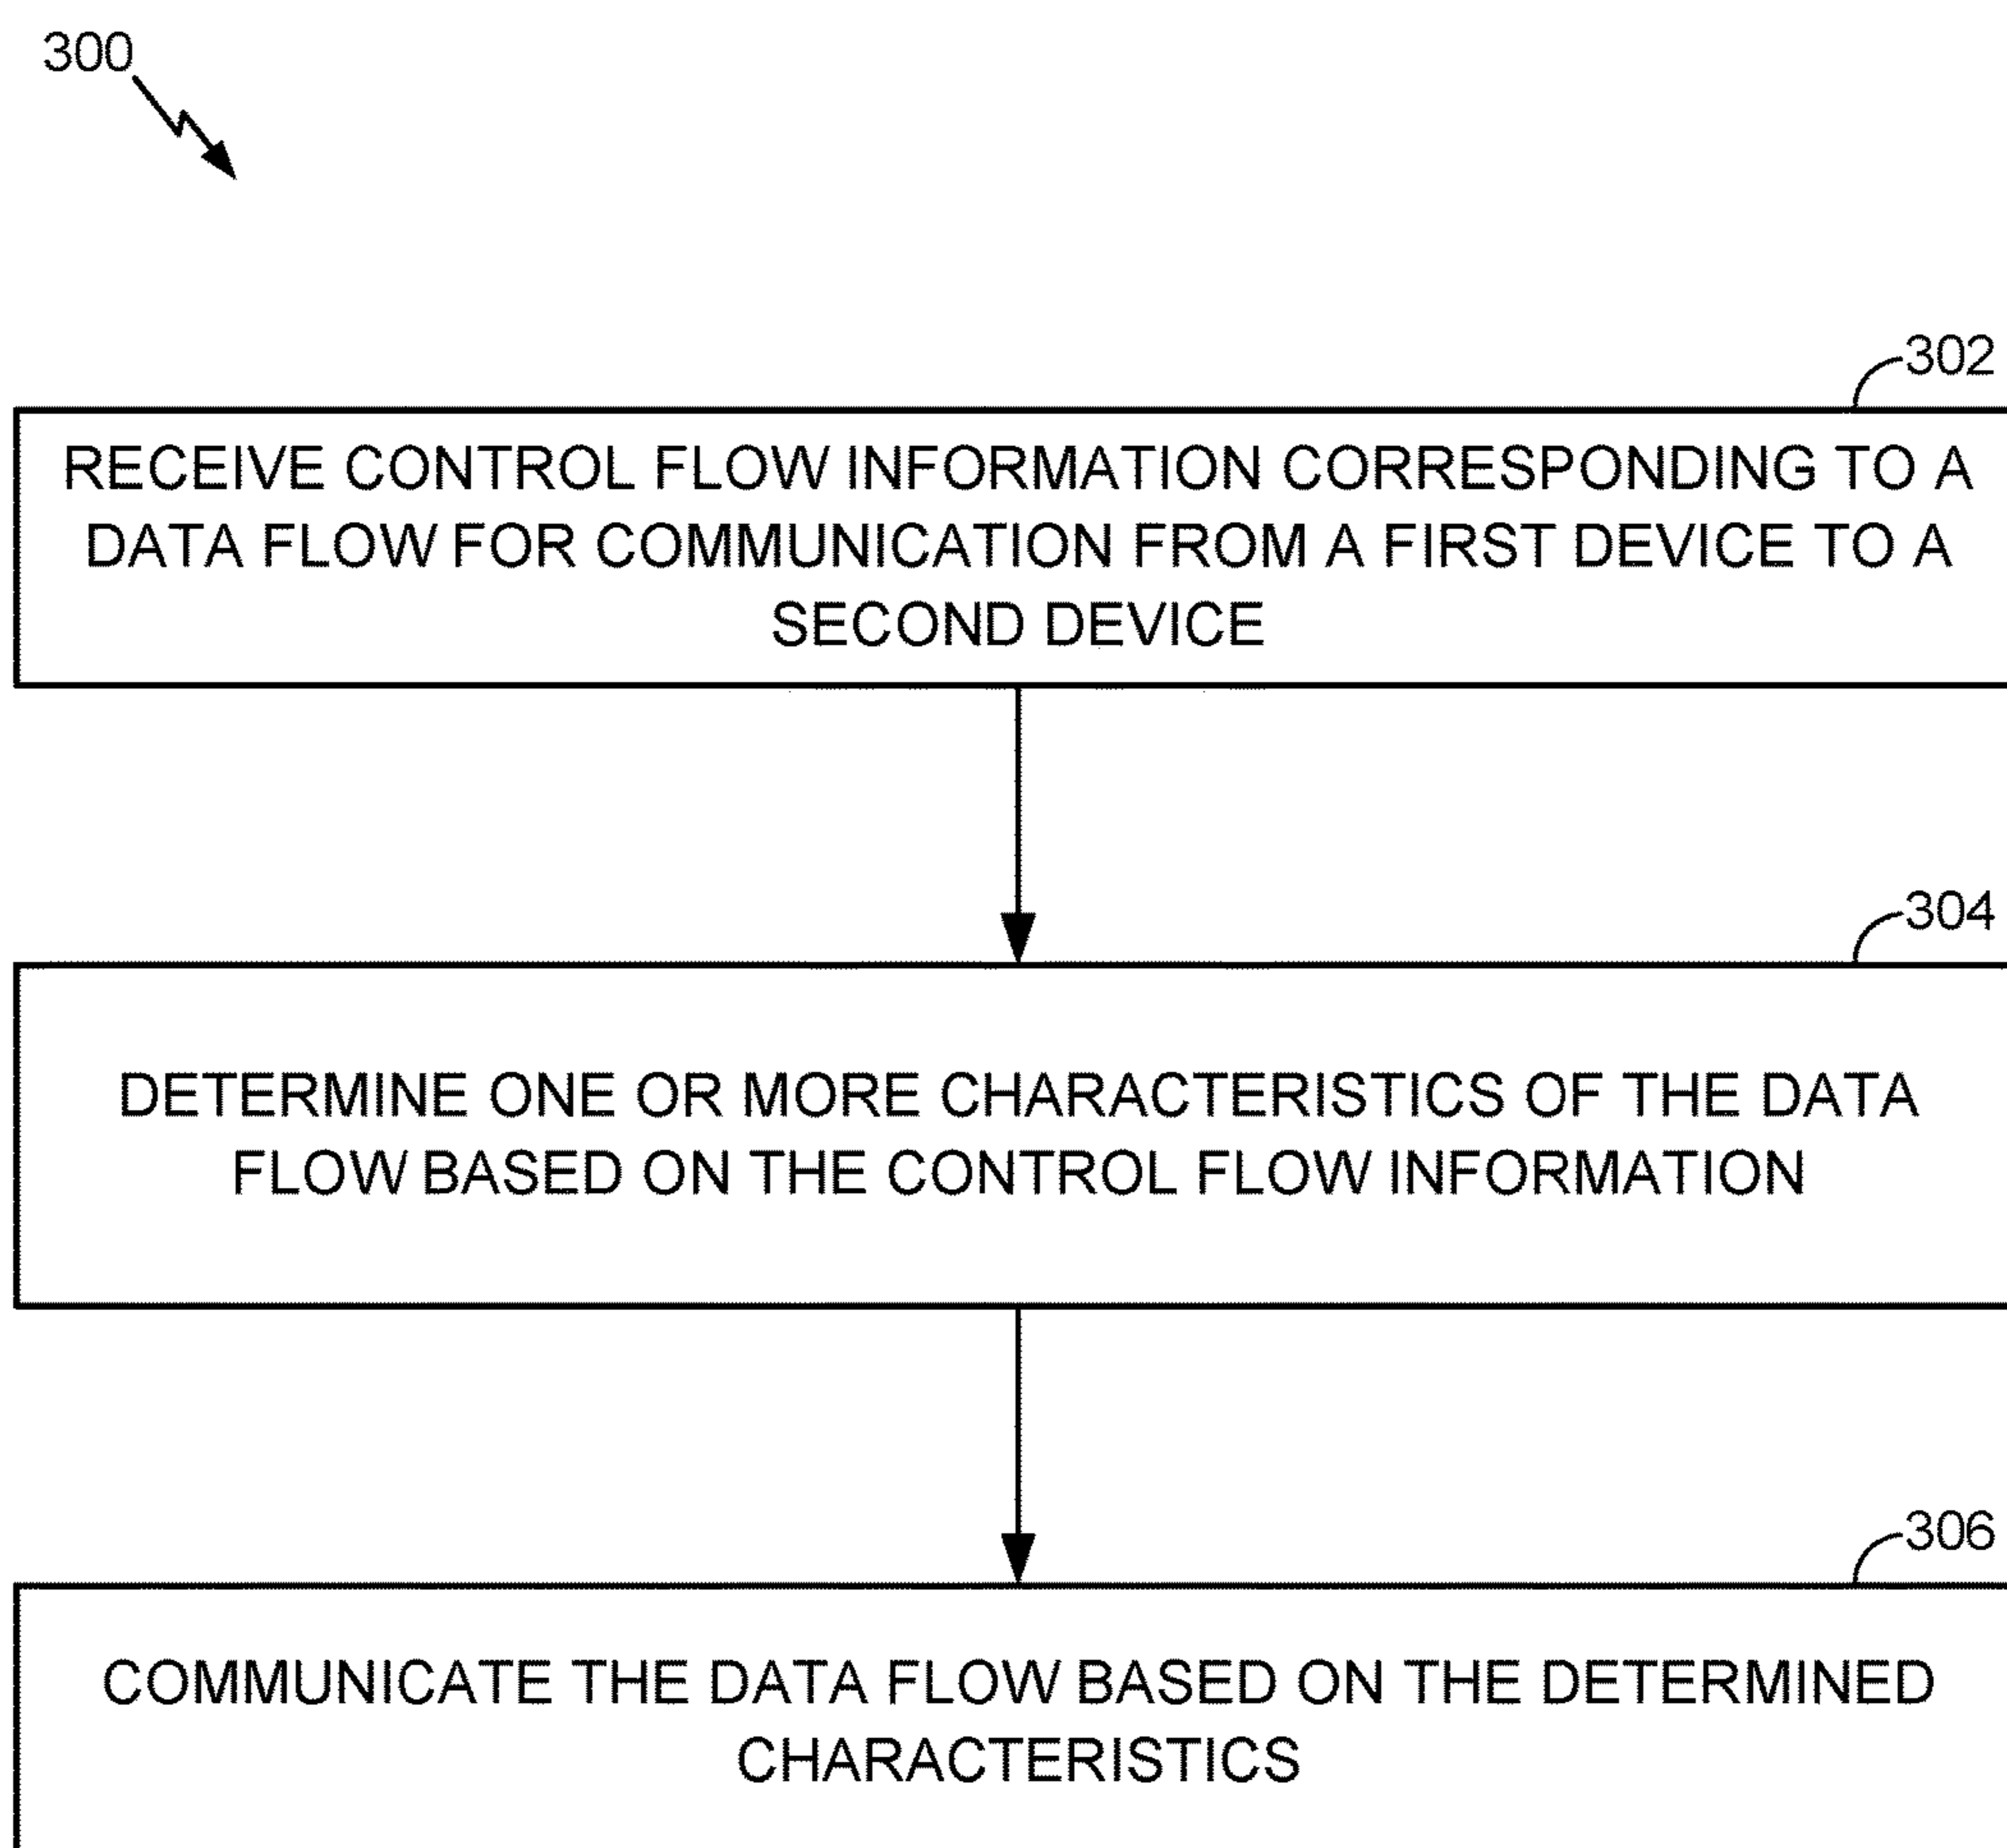 300
302
RECEIVE CONTROL FLOW INFORMATION CORRESPONDING TO A
DATA FLOW FOR COMMUNICATION FROM A FIRST DEVICE TO A
SECOND DEVICE
304
DETERMINE ONE OR MORE CHARACTERISTICS OF THE DATA
FLOW BASED ON THE CONTROL FLOW INFORMATION
306
COMMUNICATE THE DATA FLOW BASED ON THE DETERMINED
CHARACTERISTICS